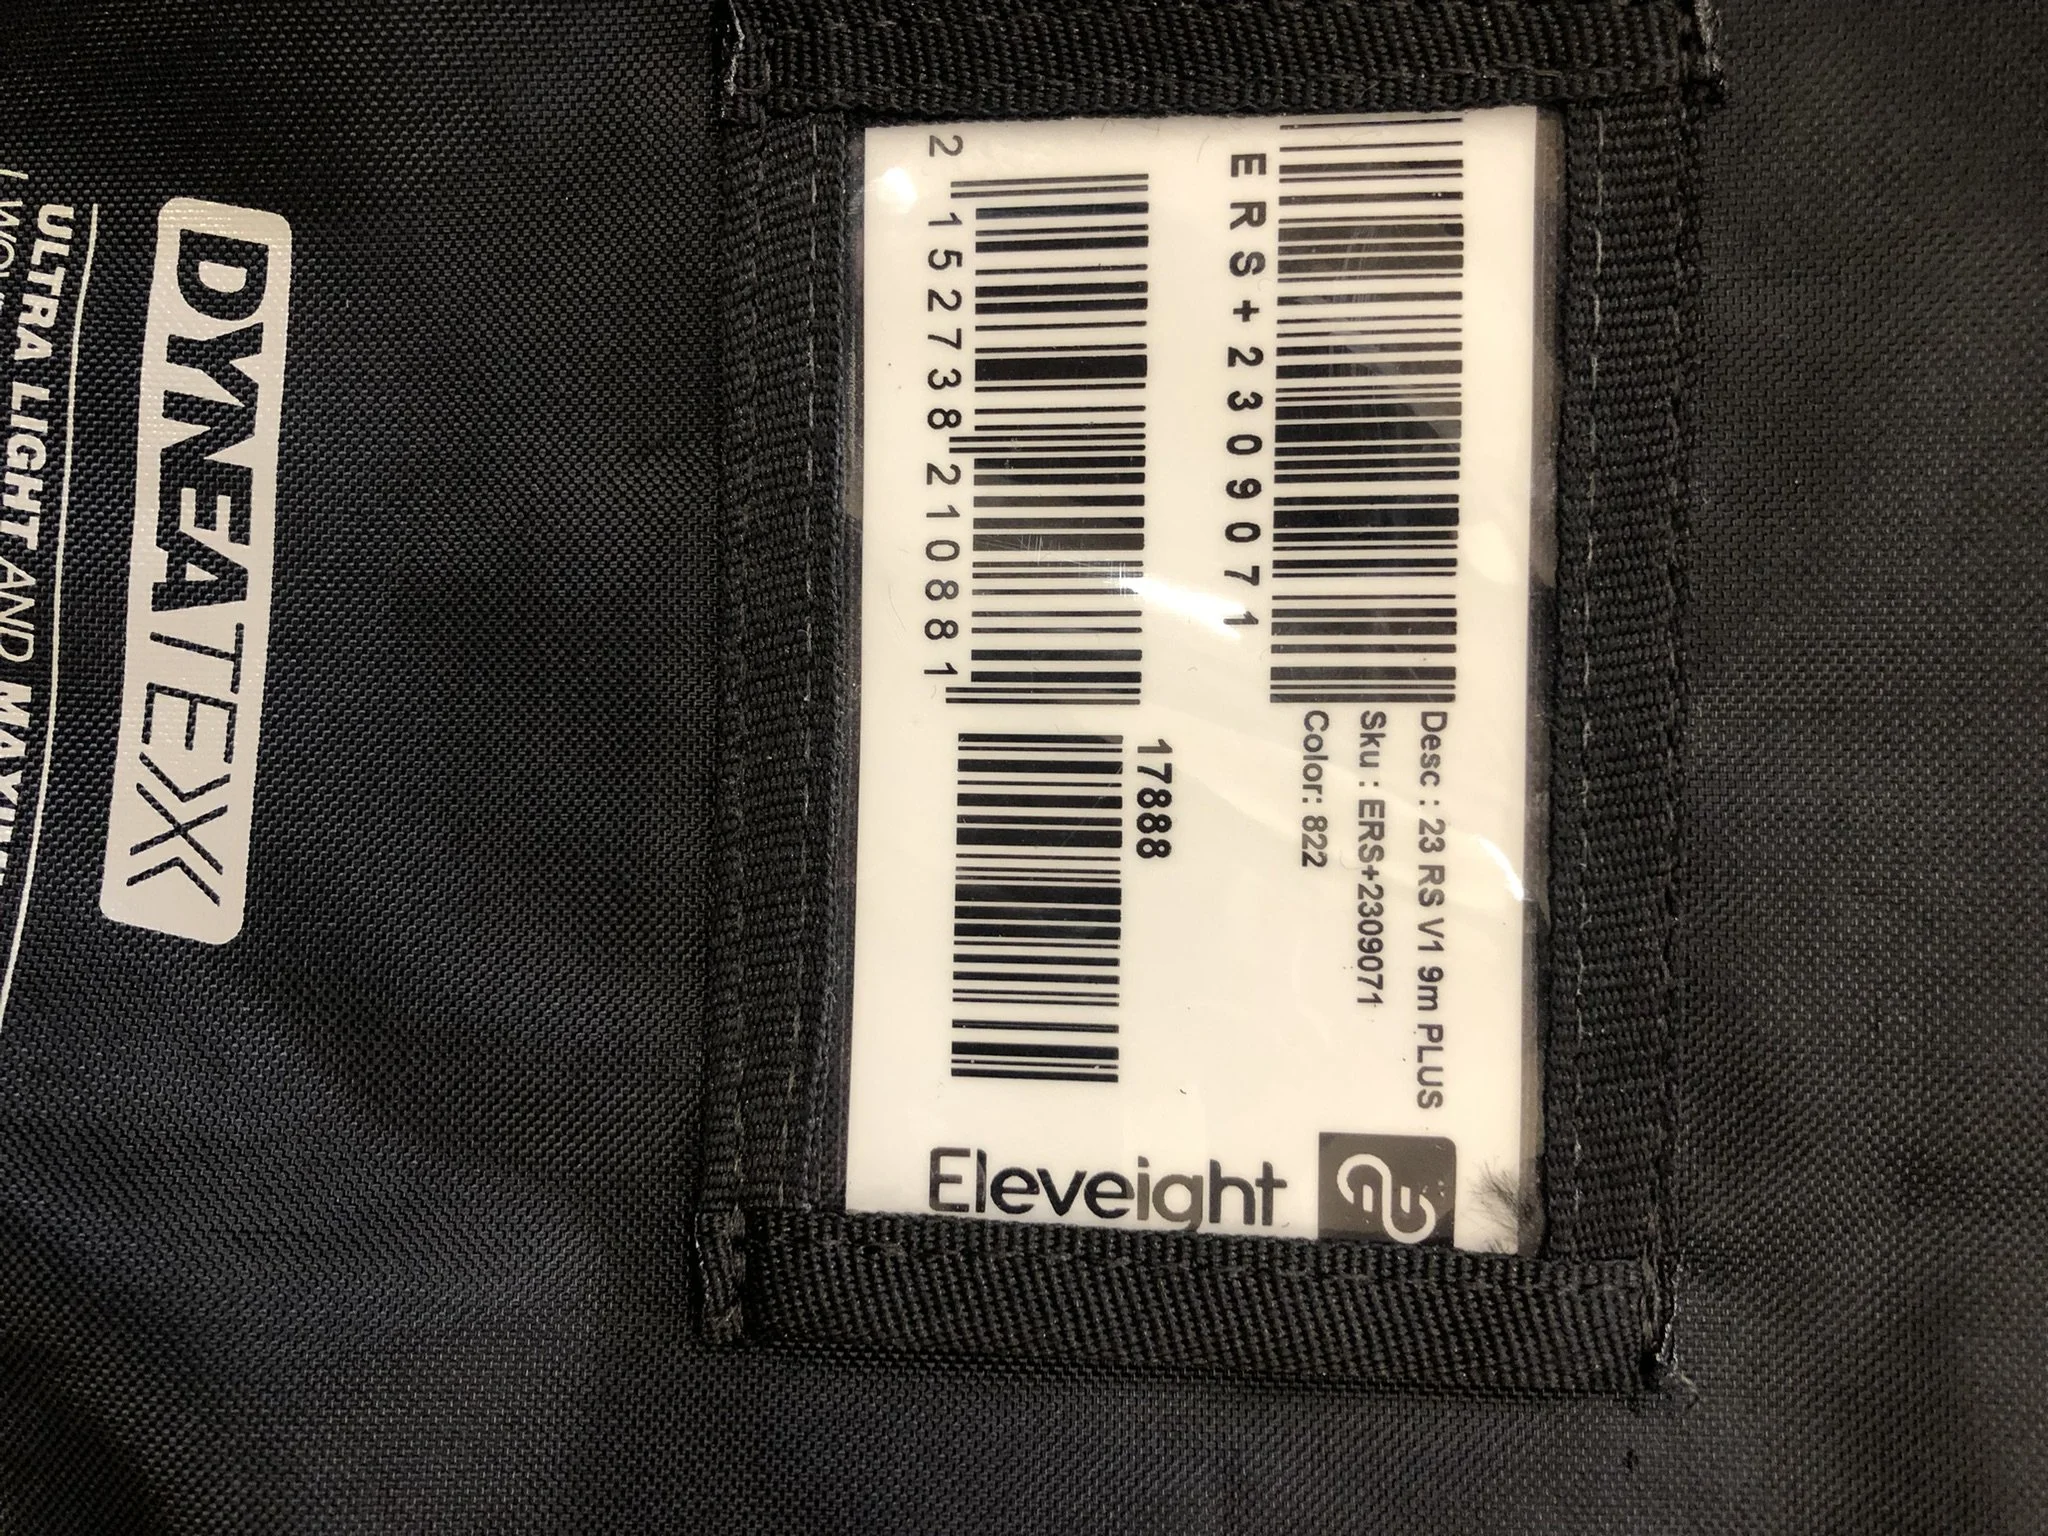 Desc : 23 RS V1 9m PLUS
Sku : ERS+2309071
Color: 822
ERS+2309071
17888
2 152738 210881
Eleveight
DYNEATEX
ULTRA LIGHT AND